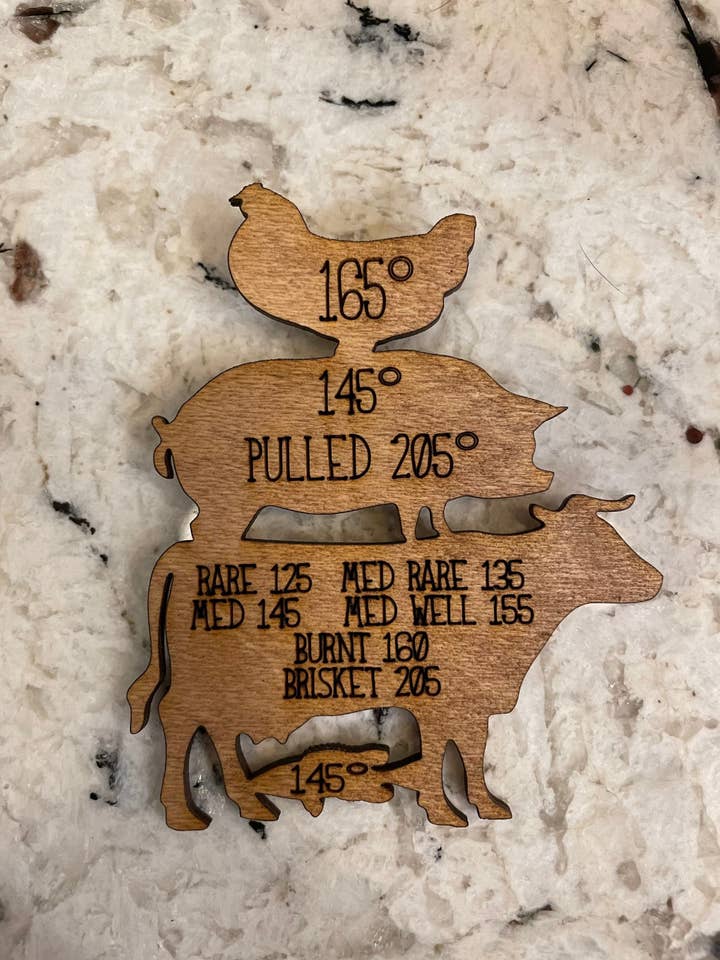 165°
145°
PULLED 205°
RARE 125 MED RARE 135
MED 145 MED WELL 155
BURNT 160
BRISKET 205
145°